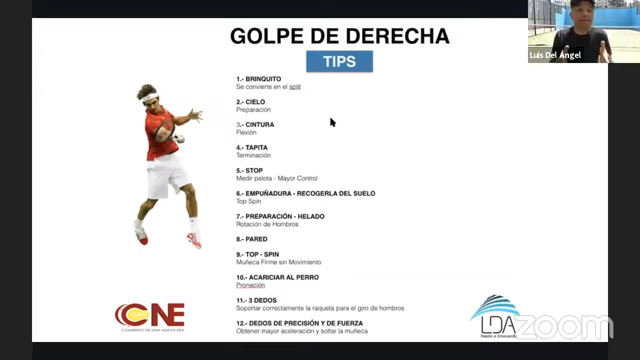 GOLPE DE DERECHA
TIPS
Luis Del Ángel
1.- BRINQUITO
Se convierte en el split
2.- CIELO
Preparación
3.- CINTURA
Flexión
4.- TAPITA
Terminación
5.- STOP
Medir pelota - Mayor Control
6.- EMPUÑADURA - RECOGERLA DEL SUELO
Top Spin
7.- PREPARACIÓN - HELADO
Rotación de Hombros
8.- PARED
9.- TOP - SPIN
Muñeca Firme sin Movimiento
10.- ACARICIAR AL PERRO
Pronación
11.- 3 DEDOS
Soportar correctamente la raqueta para el giro de hombros
12.- DEDOS DE PRECISIÓN Y DE FUERZA
Obtener mayor aceleración y soltar la muñeca
CNE
LDA
zoom